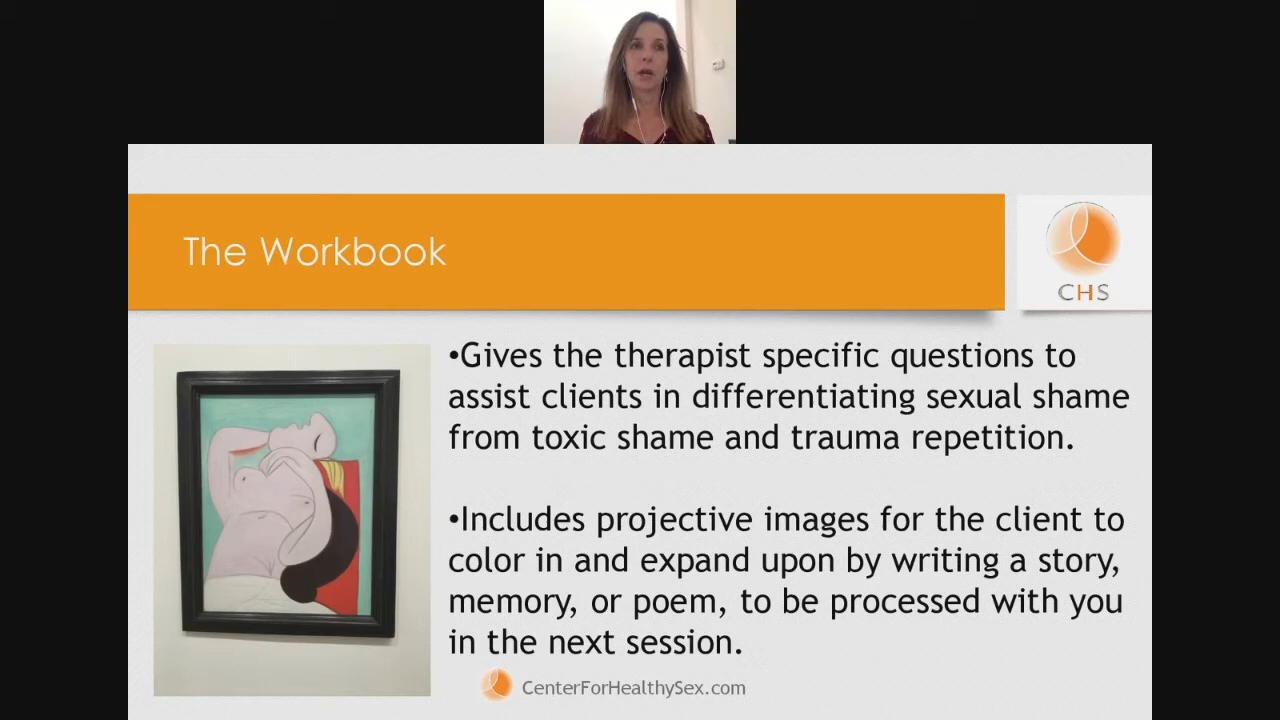 The Workbook
CHS
•Gives the therapist specific questions to
assist clients in differentiating sexual shame
from toxic shame and trauma repetition.
•Includes projective images for the client to
color in and expand upon by writing a story,
memory, or poem, to be processed with you
in the next session.
CenterForHealthySex.com